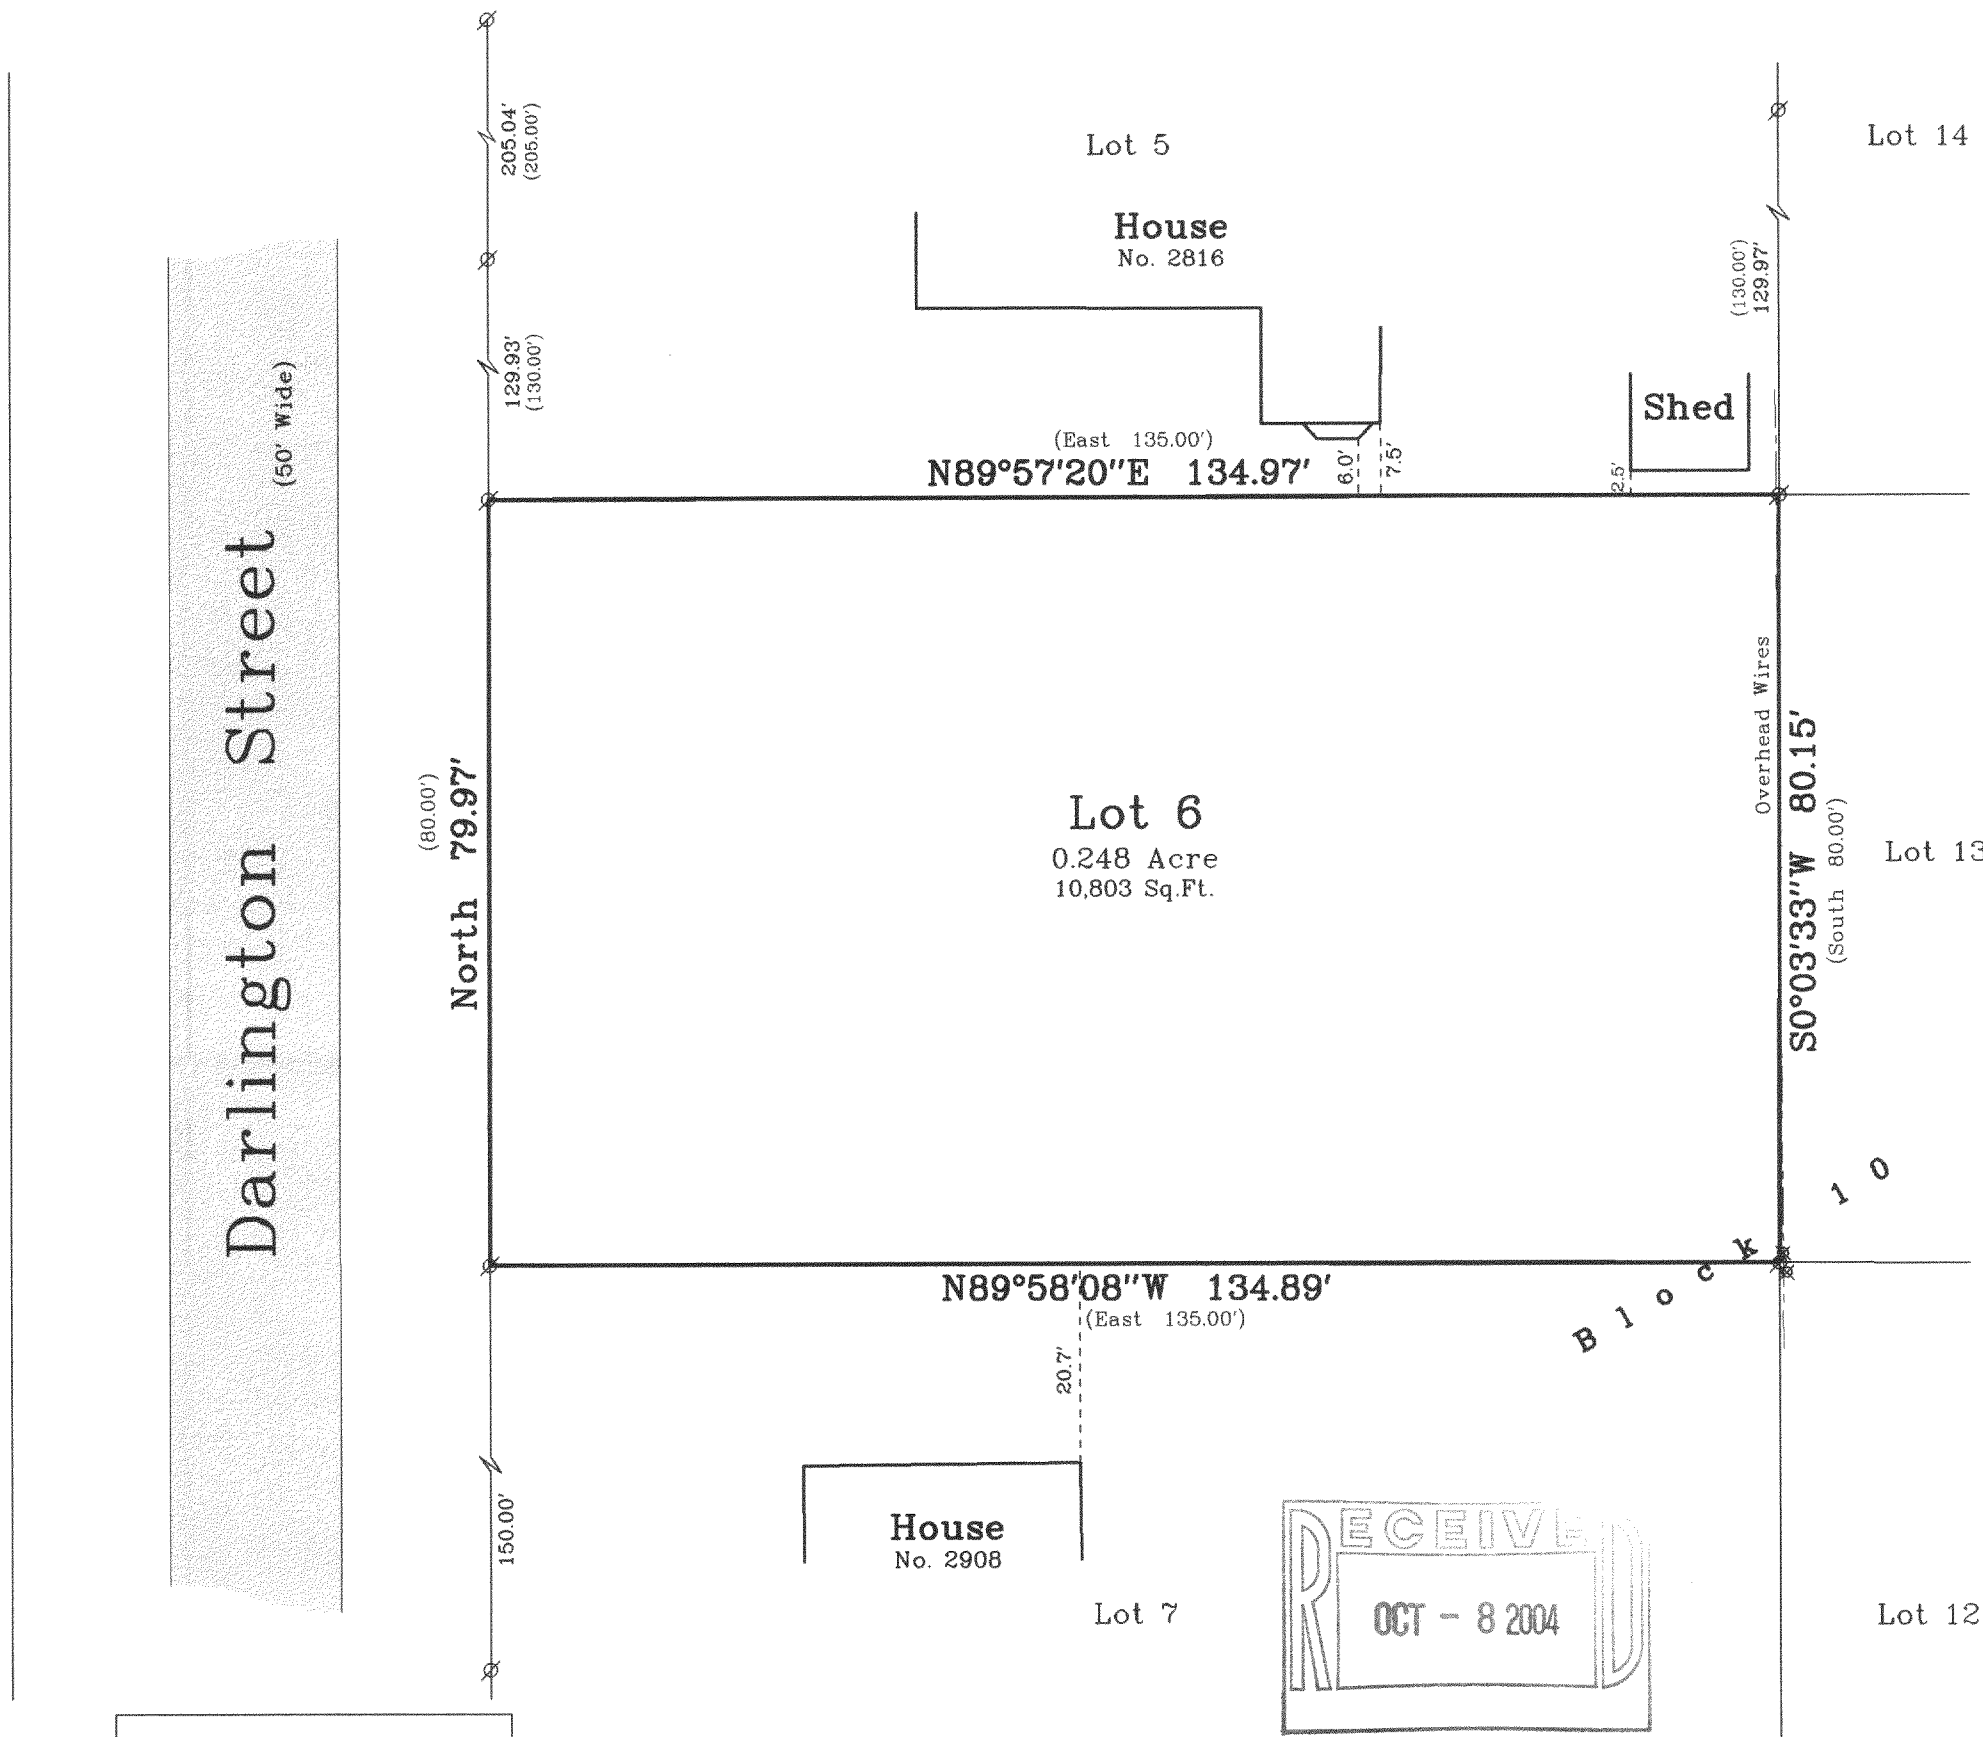 205.04'
(205.00')
Lot 5
Lot 14
House
No. 2816
(130.00')
129.97'
129.93'
(130.00')
(50' Wide)
Shed
(East 135.00')
N89°57'20"E 134.97'
6.0'
7.5'
2.5'
Darlington Street
(80.00')
North 79.97'
Lot 6
0.248 Acre
10,803 Sq.Ft.
Overhead Wires
S0°03'33"W 80.15'
(South 80.00')
Lot 13
Block 10
N89°58'08"W 134.89'
(East 135.00')
20.7'
150.00'
House
No. 2908
Lot 7
RECEIVED
OCT - 8 2004
Lot 12